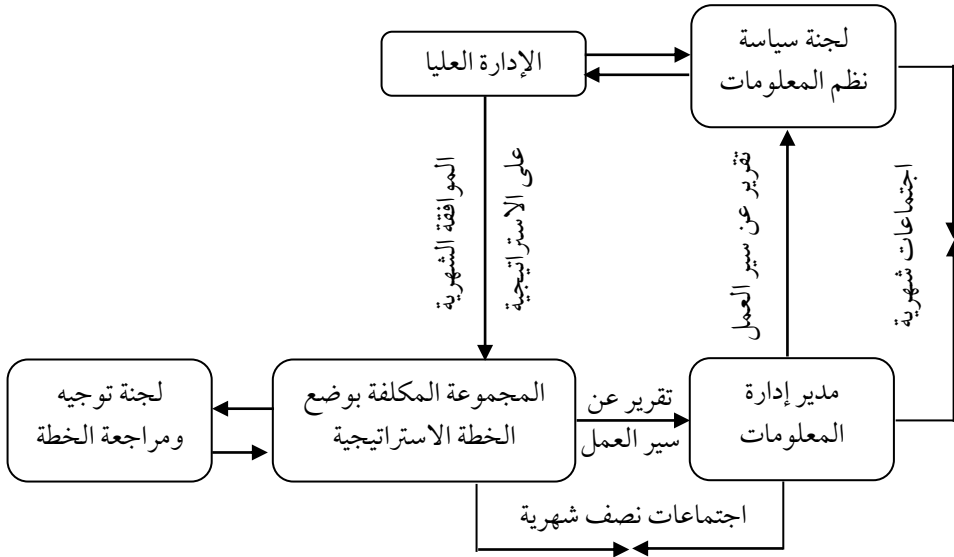 لجنة سياسة
نظم المعلومات
الإدارة العليا
الموافقة الشهرية
على الاستراتيجية
تقرير عن سير العمل
اجتماعات شهرية
لجنة توجيه
ومراجعة الخطة
المجموعة المكلفة بوضع
الخطة الاستراتيجية
تقرير عن
سير العمل
مدير إدارة
المعلومات
اجتماعات نصف شهرية